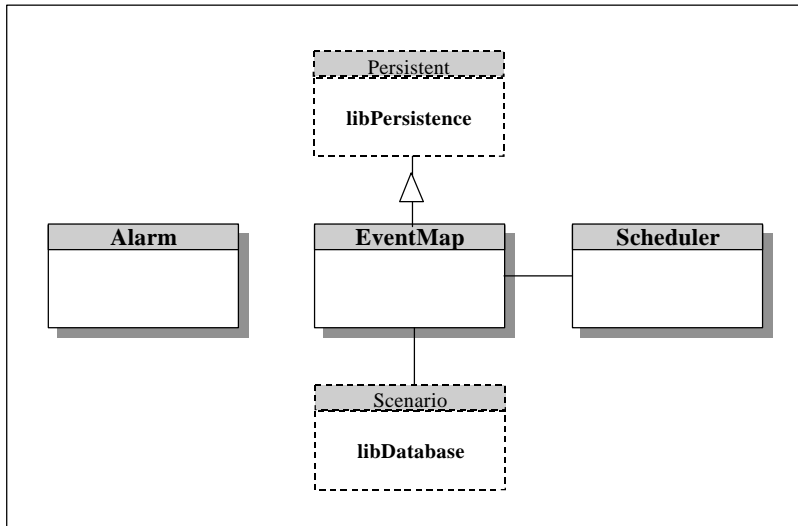 Persistent
libPersistence
Alarm
EventMap
Scheduler
Scenario
libDatabase